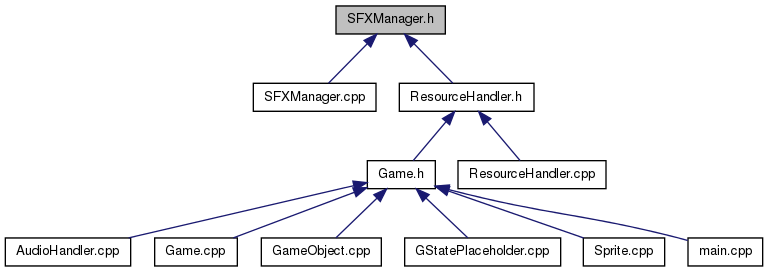 SFXManager.h
SFXManager.cpp
ResourceHandler.h
Game.h
ResourceHandler.cpp
AudioHandler.cpp
Game.cpp
GameObject.cpp
GStatePlaceholder.cpp
Sprite.cpp
main.cpp